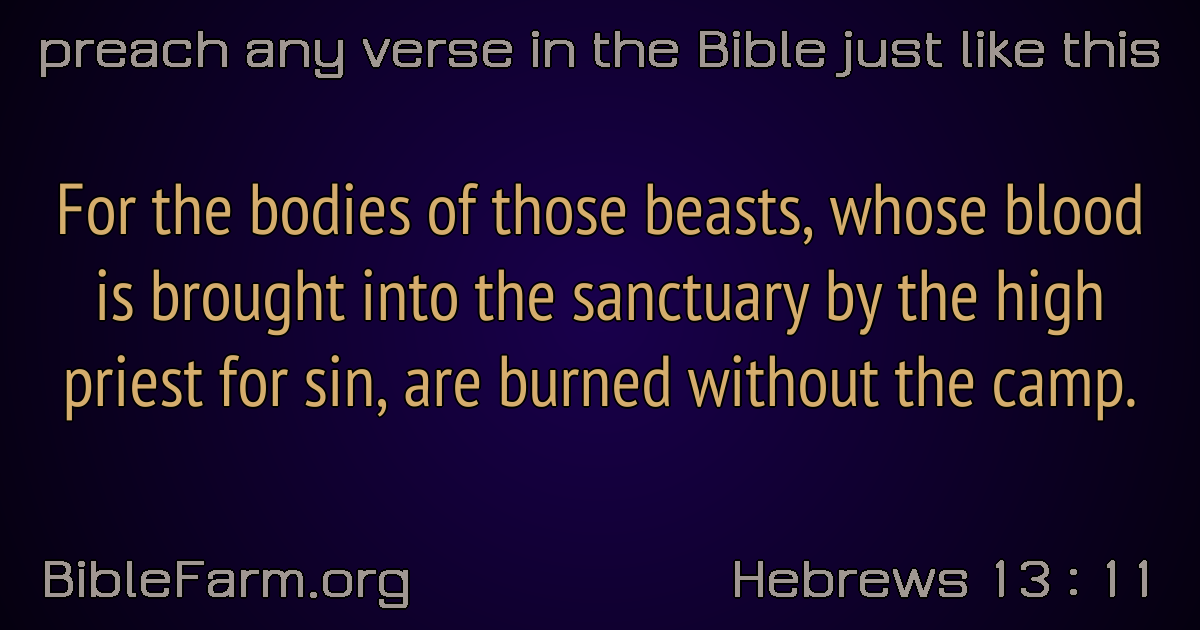 preach any verse in the Bible just like this
For the bodies of those beasts, whose blood
is brought into the sanctuary by the high
priest for sin, are burned without the camp.
BibleFarm.org
Hebrews 13 : 11